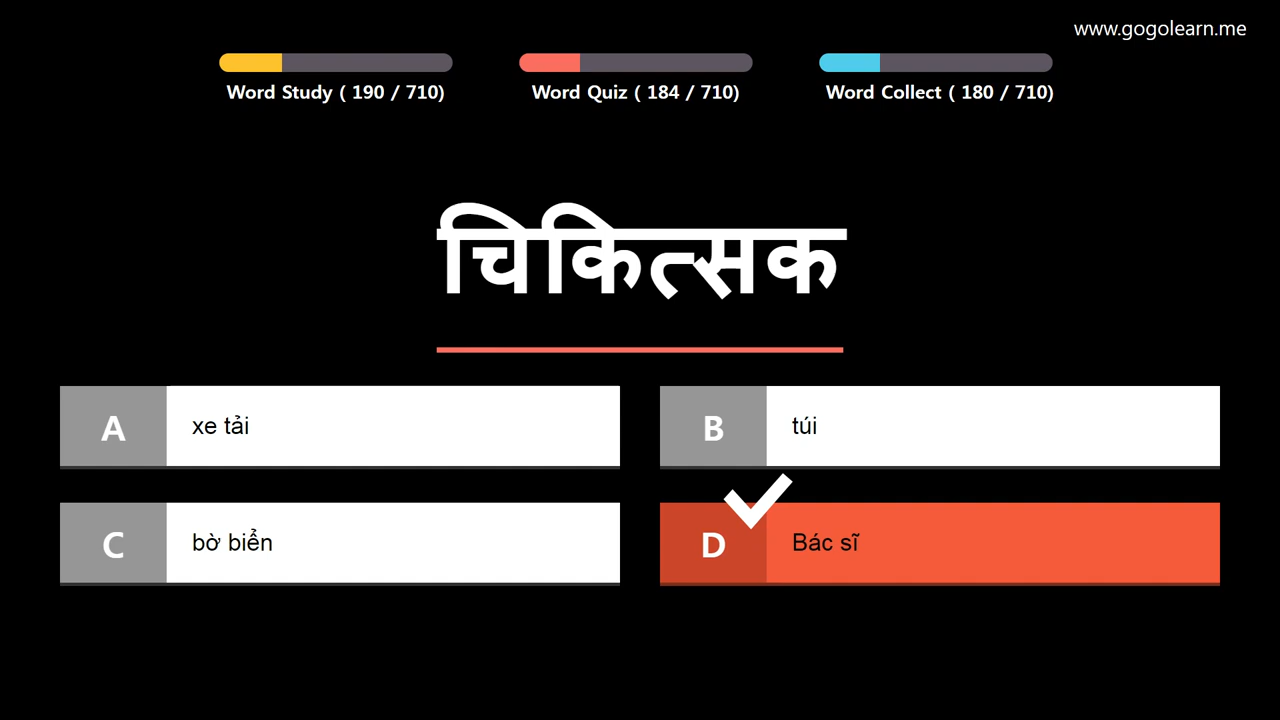 www.gogolearn.me
Word Study ( 190 / 710)
Word Quiz ( 184 / 710)
Word Collect ( 180 / 710)
चिकित्सक
A xe tải
B túi
C bờ biển
D Bác sĩ